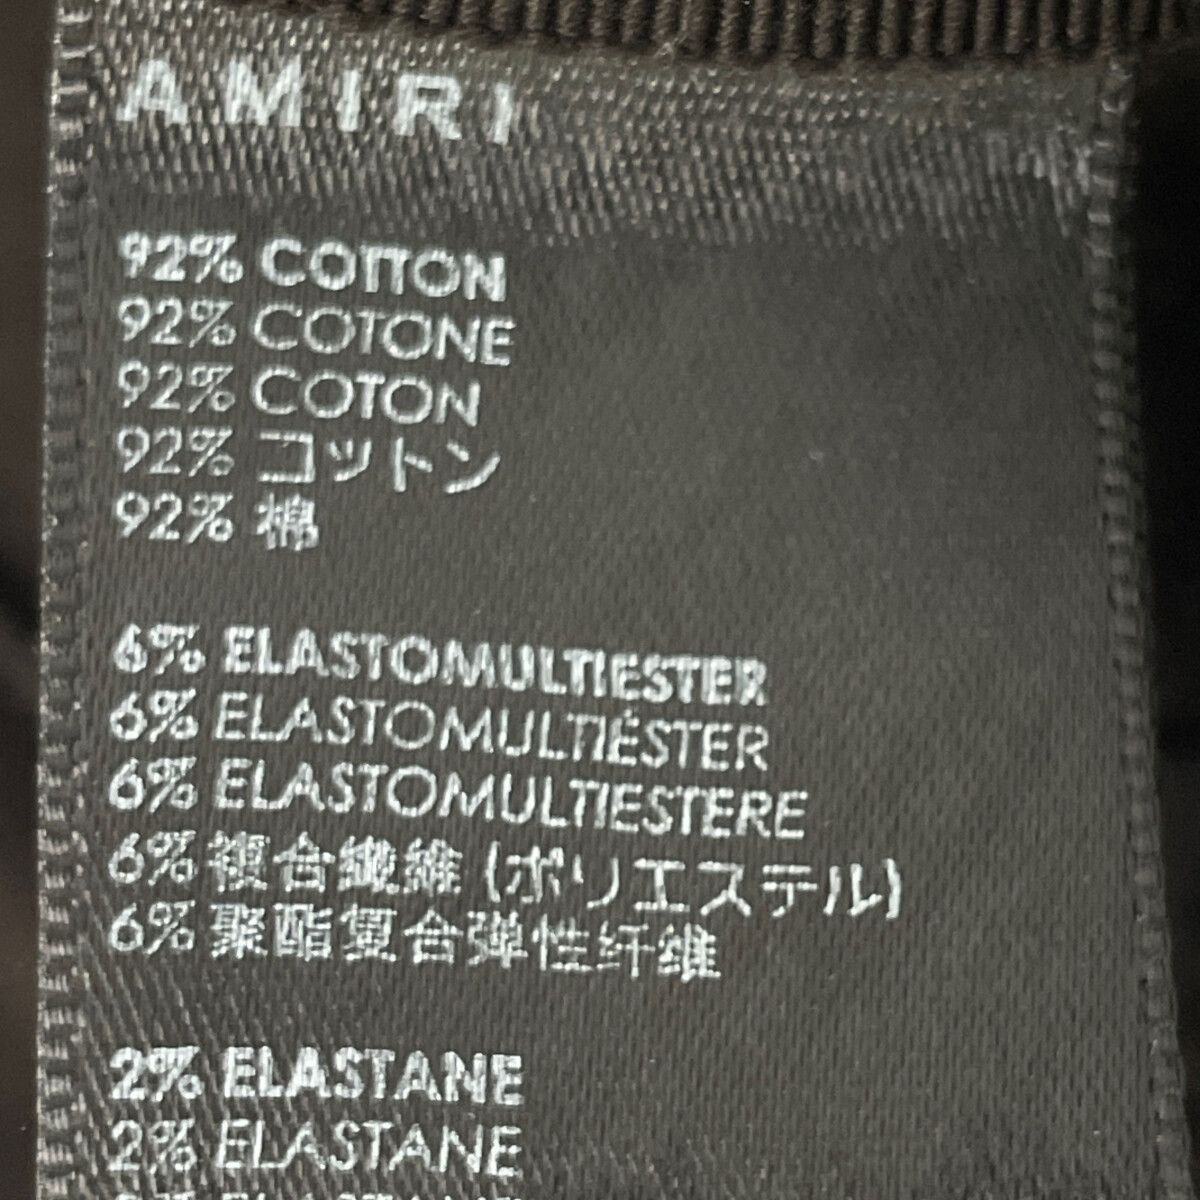 AMIRI
92% COTTON
92% COTONE
92% COTON
92% コットン
92% 棉
6% ELASTOMULTIESTER
6% ELASTOMULTIÉSTER
6% ELASTOMULTIESTERE
6% 複合繊維 (ポリエステル)
6% 聚酯复合弹性纤维
2% ELASTANE
2% ELASTANE